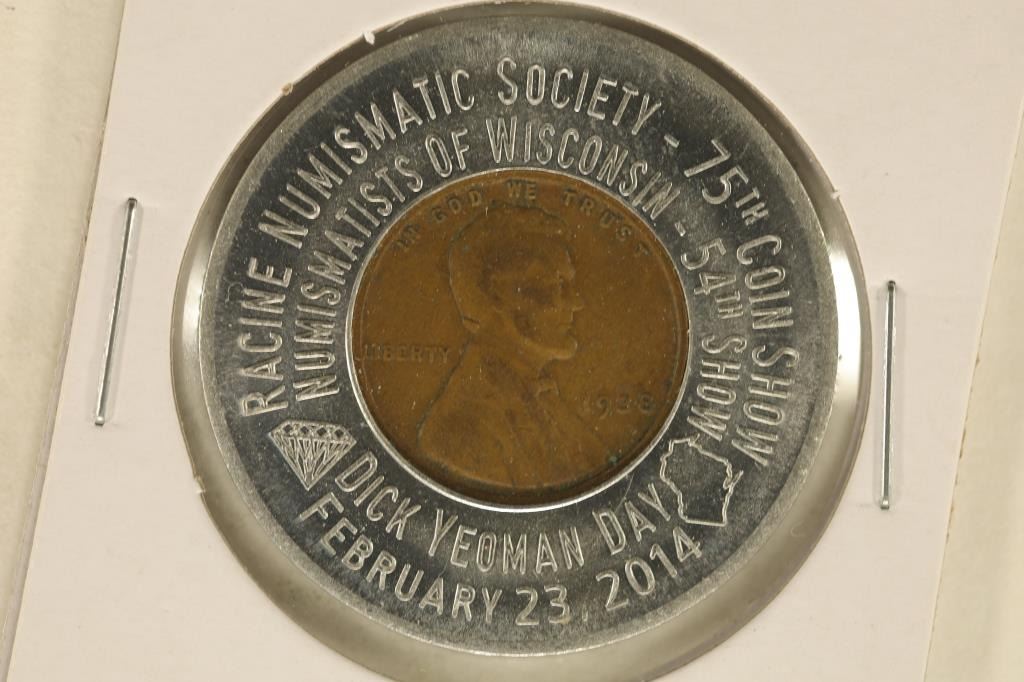 RACINE NUMISMATIC SOCIETY - 75TH COIN SHOW
NUMISMATISTS OF WISCONSIN - 54TH SHOW
DICK YEOMAN DAY
FEBRUARY 23, 2014
IN GOD WE TRUST
LIBERTY
1938